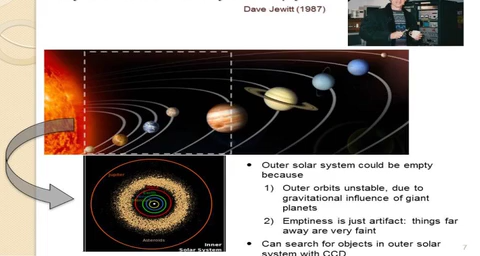 Dave Jewitt (1987)
Jupiter
Asteroids
Inner
Solar System
• Outer solar system could be empty
because
1) Outer orbits unstable, due to
gravitational influence of giant
planets
2) Emptiness is just artifact: things far
away are very faint
• Can search for objects in outer solar
system with CCD
7